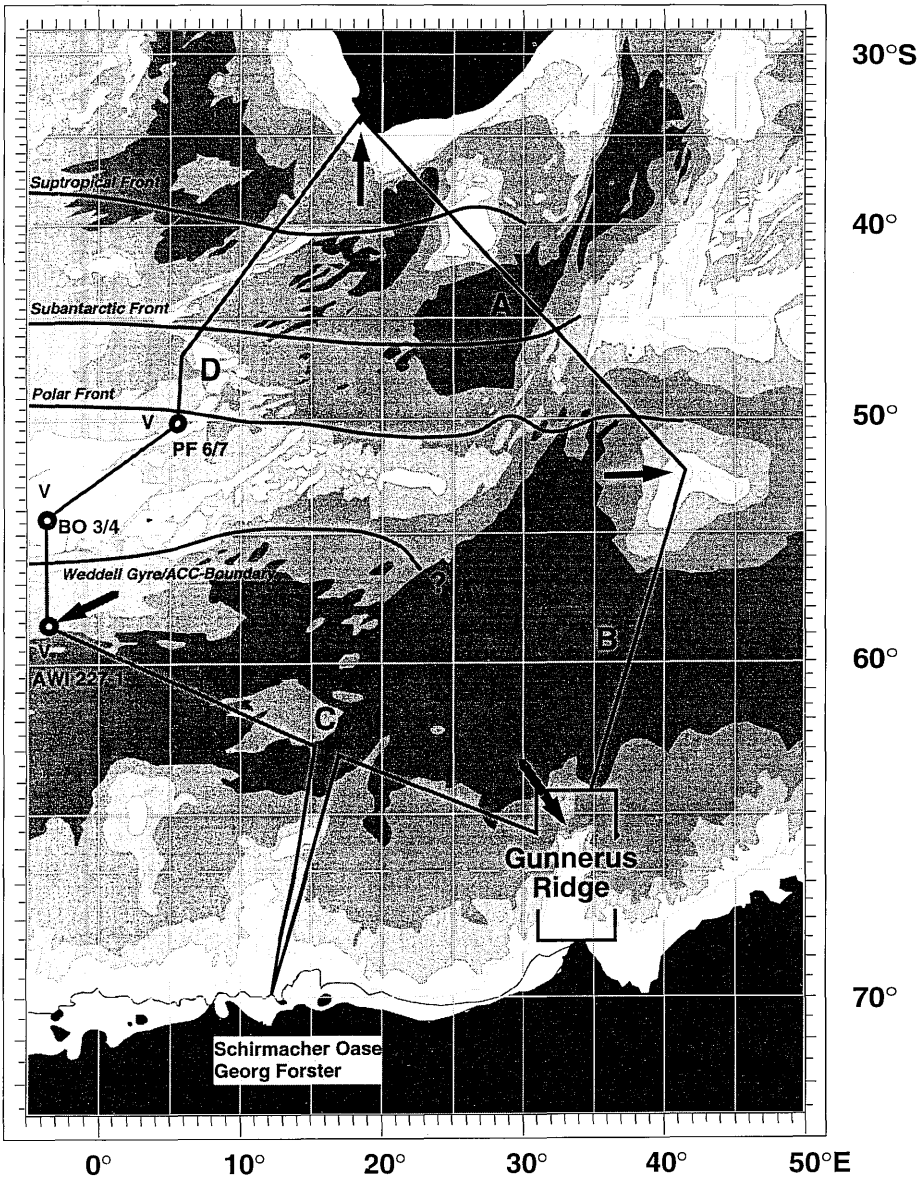 30°S
Suptropical Front
40°
A
Subantarctic Front
D
Polar Front
V
50°
PF 6/7
V
BO 3/4
Weddell Gyre/ACC-Boundary
?
B
V
60°
AWI 227-1
C
Gunnerus
Ridge
70°
Schirmacher Oase
Georg Forster
0°
10°
20°
30°
40°
50°E